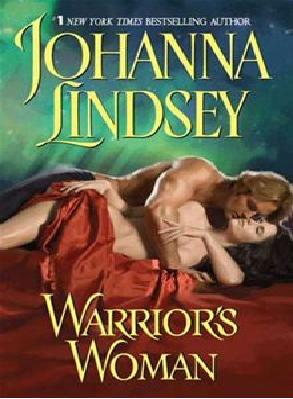 #1 NEW YORK TIMES BESTSELLING AUTHOR
JOHANNA
LINDSEY
WARRIOR'S
WOMAN